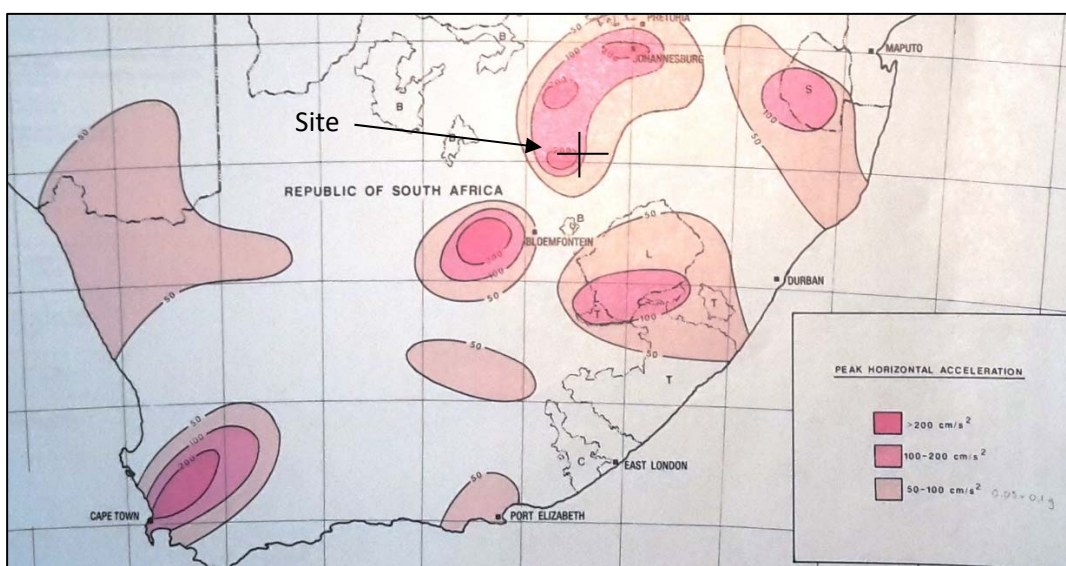 PRETORIA
50
100
JOHANNESBURG
MAPUTO
B
B
S
50
100
50
50
Site
B
REPUBLIC OF SOUTH AFRICA
50
B
BLOEMFONTEIN
200
100
50
L
L
T
T
100
DURBAN
50
50
T
PEAK HORIZONTAL ACCELERATION
>200 cm/s²
100-200 cm/s²
50-100 cm/s²
50
100
200
C
EAST LONDON
50
CAPE TOWN
PORT ELIZABETH